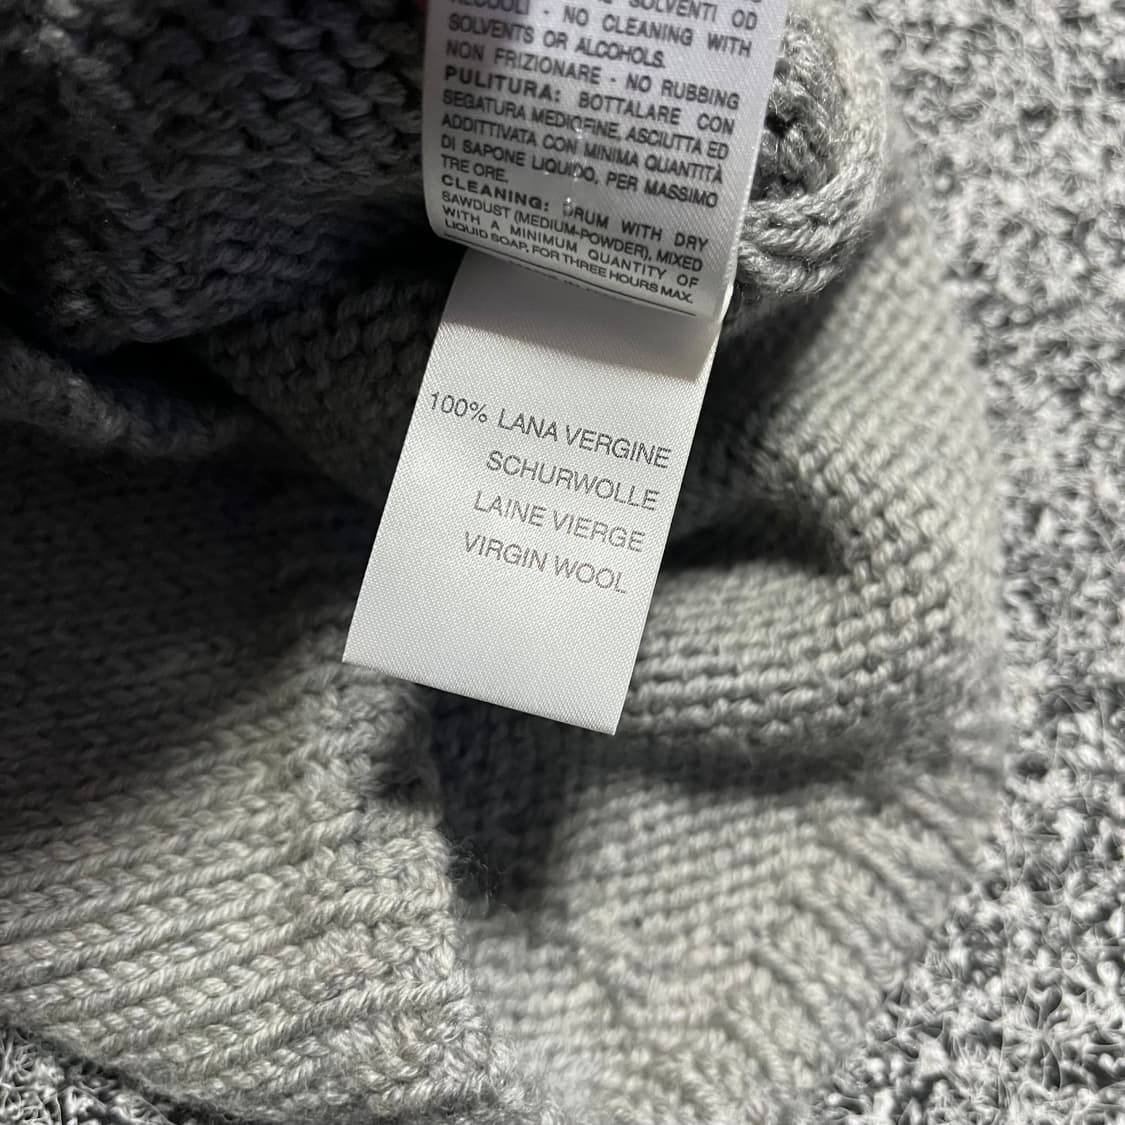 SOLVENTI OD
ALCOOLI - NO CLEANING WITH
SOLVENTS OR ALCOHOLS.
NON FRIZIONARE - NO RUBBING
PULITURA: BOTTALARE CON
SEGATURA MEDIOFINE, ASCIUTTA ED
ADDITTIVATA CON MINIMA QUANTITÀ
DI SAPONE LIQUIDO, PER MASSIMO
TRE ORE.
CLEANING: DRUM WITH DRY
SAWDUST (MEDIUM-POWDER), MIXED
WITH A MINIMUM QUANTITY OF
LIQUID SOAP, FOR THREE HOURS MAX.
100% LANA VERGINE
SCHURWOLLE
LAINE VIERGE
VIRGIN WOOL